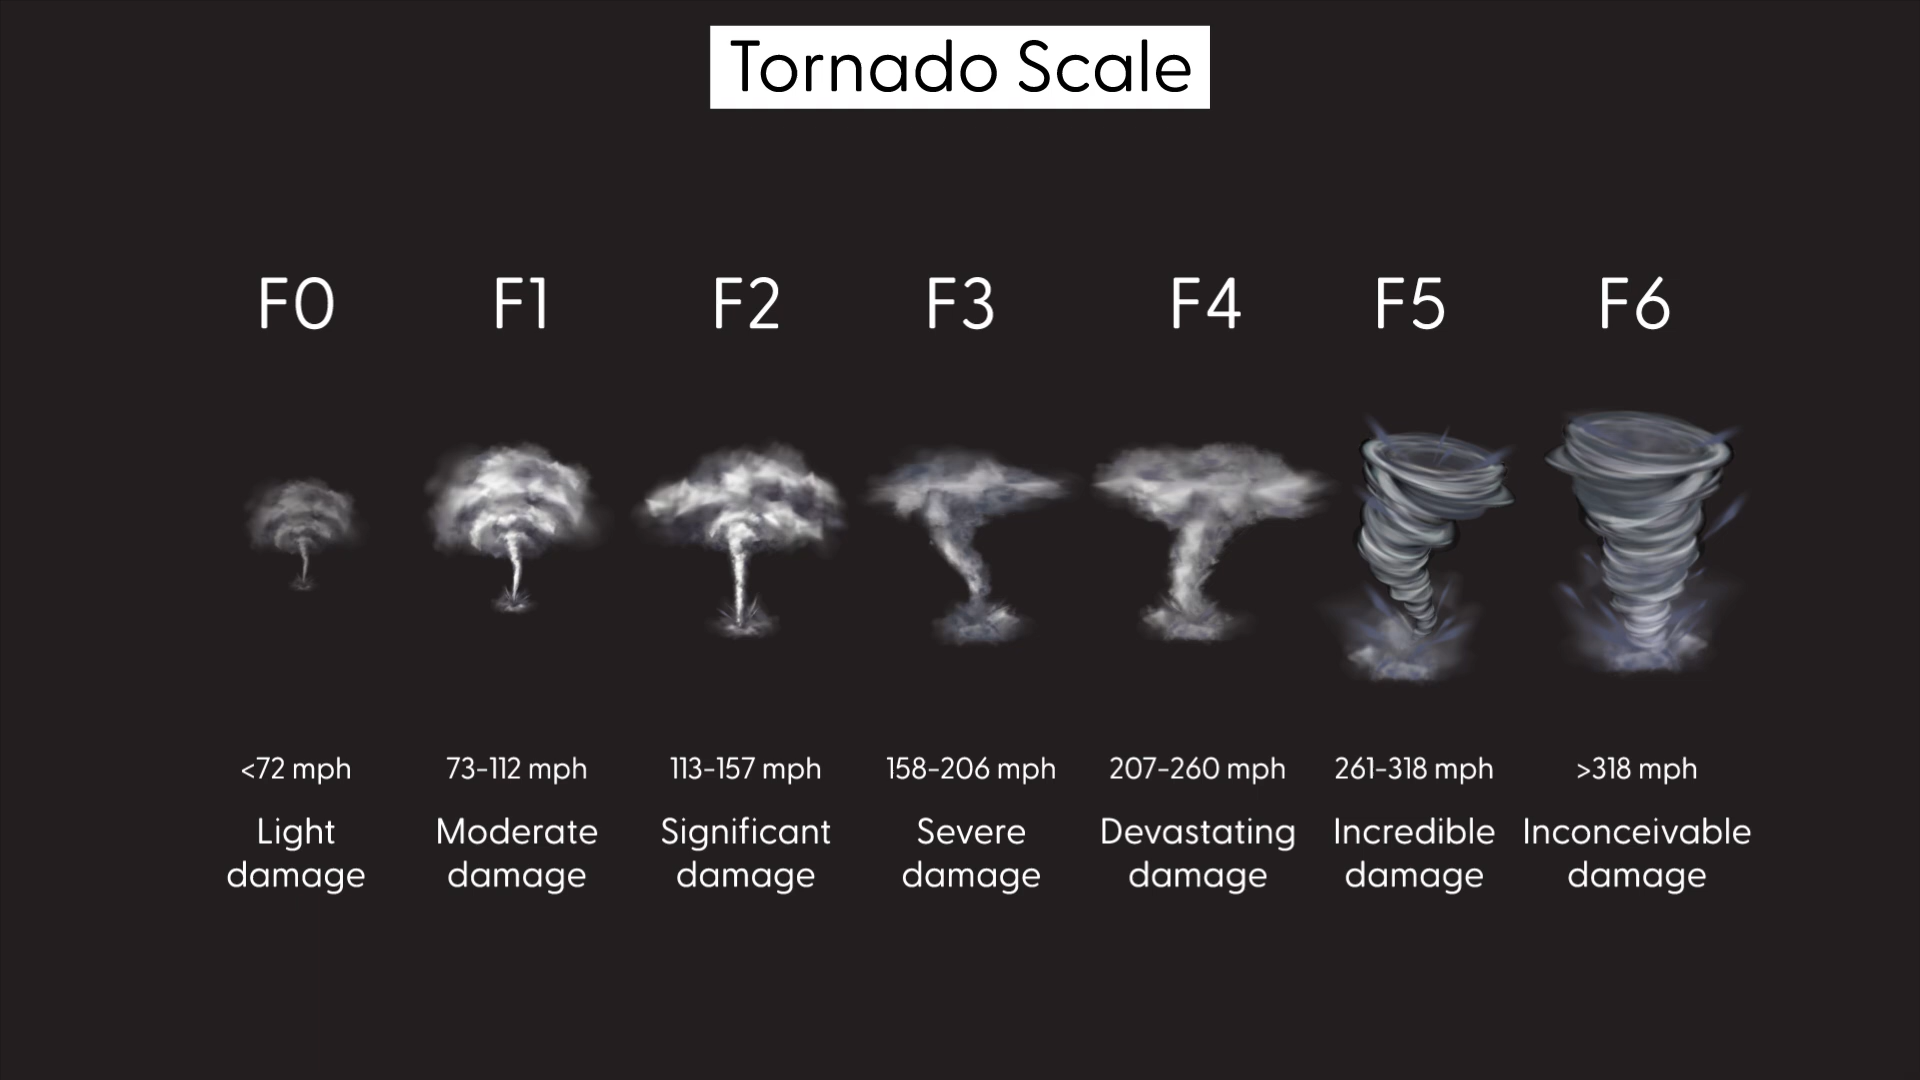 Tornado Scale
F0 F1 F2 F3 F4 F5 F6
<72 mph 73-112 mph 113-157 mph 158-206 mph 207-260 mph 261-318 mph >318 mph
Light Moderate Significant Severe Devastating Incredible Inconceivable
damage damage damage damage damage damage damage